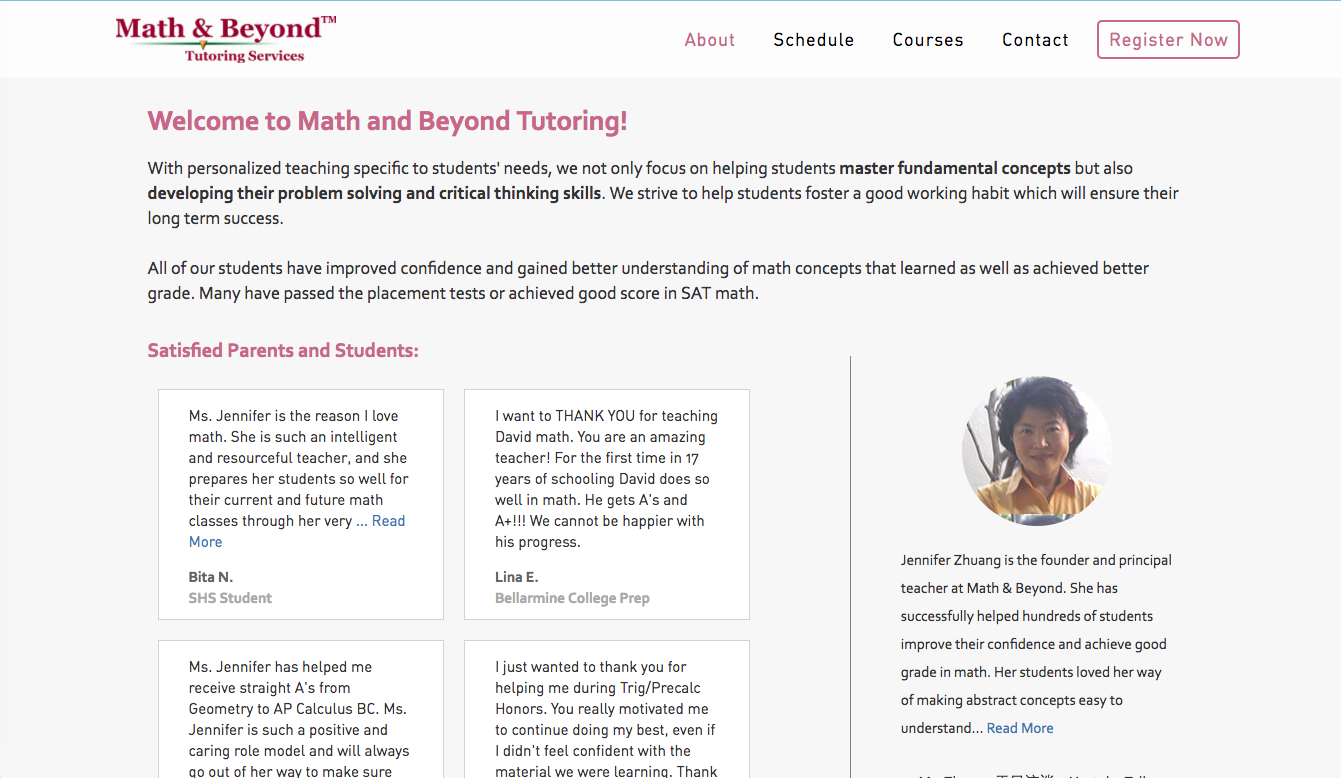 Math & Beyond™
Tutoring Services
About
Schedule
Courses
Contact
Register Now
Welcome to Math and Beyond Tutoring!
With personalized teaching specific to students' needs, we not only focus on helping students master fundamental concepts but also
developing their problem solving and critical thinking skills. We strive to help students foster a good working habit which will ensure their
long term success.
All of our students have improved confidence and gained better understanding of math concepts that learned as well as achieved better
grade. Many have passed the placement tests or achieved good score in SAT math.
Satisfied Parents and Students:
Ms. Jennifer is the reason I love
math. She is such an intelligent
and resourceful teacher, and she
prepares her students so well for
their current and future math
classes through her very ... Read
More
Bita N.
SHS Student
I want to THANK YOU for teaching
David math. You are an amazing
teacher! For the first time in 17
years of schooling David does so
well in math. He gets A's and
A+!!! We cannot be happier with
his progress.
Lina E.
Bellarmine College Prep
Ms. Jennifer has helped me
receive straight A's from
Geometry to AP Calculus BC. Ms.
Jennifer is such a positive and
caring role model and will always
go out of her way to make sure
I just wanted to thank you for
helping me during Trig/Precalc
Honors. You really motivated me
to continue doing my best, even if
I didn't feel confident with the
material we were learning. Thank
Jennifer Zhuang is the founder and principal
teacher at Math & Beyond. She has
successfully helped hundreds of students
improve their confidence and achieve good
grade in math. Her students loved her way
of making abstract concepts easy to
understand... Read More